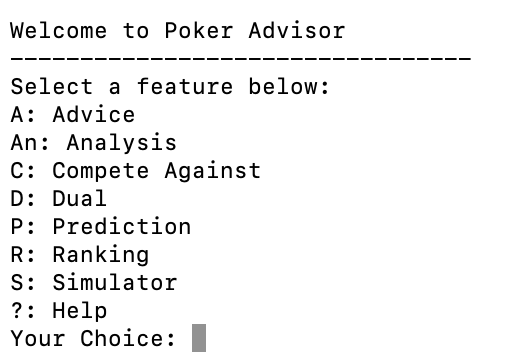 Welcome to Poker Advisor
---------------------------------
Select a feature below:
A: Advice
An: Analysis
C: Compete Against
D: Dual
P: Prediction
R: Ranking
S: Simulator
?: Help
Your Choice: